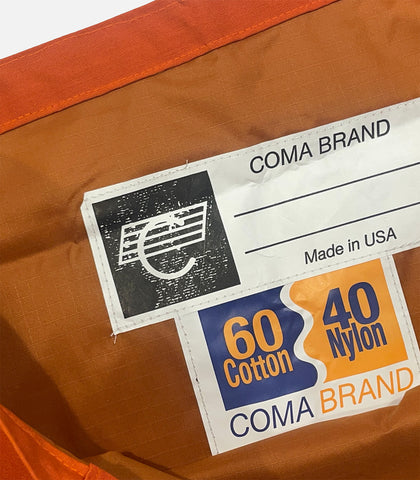 COMA BRAND
C
Made in USA
60 40
Cotton Nylon
COMA BRAND